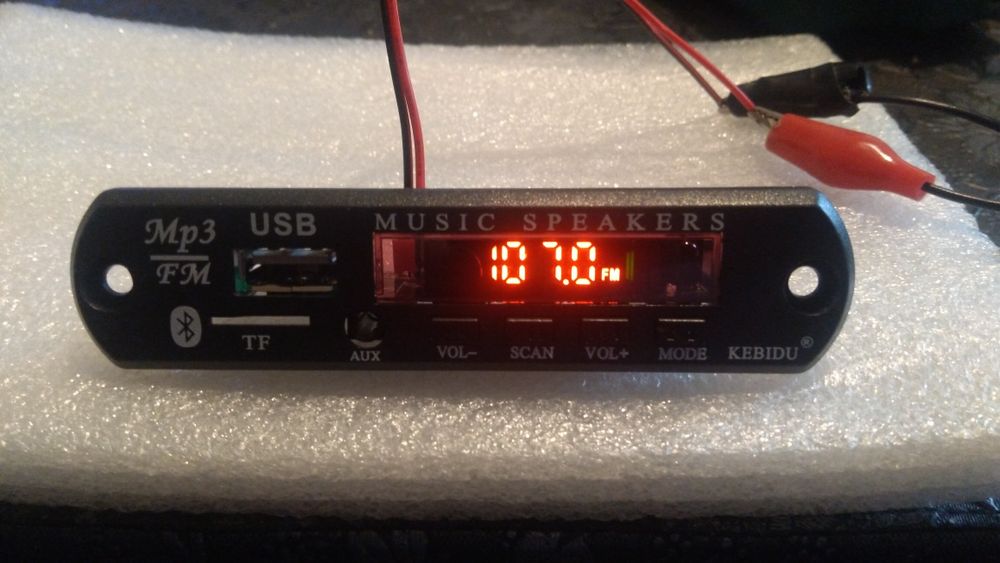 Mp3
FM
USB
MUSIC SPEAKERS
107.0 FM
TF
AUX
VOL-
SCAN
VOL+
MODE
KEBIDU®